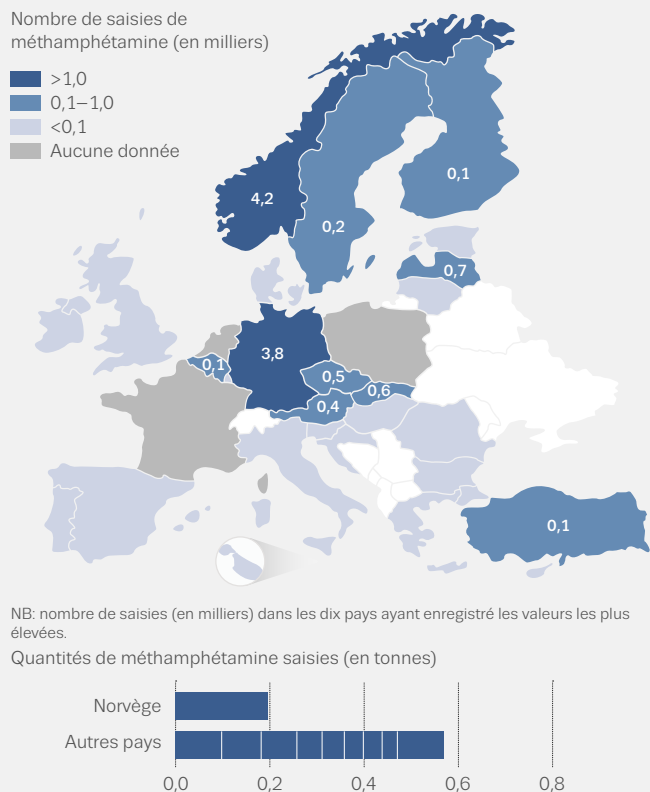 Nombre de saisies de
méthamphétamine (en milliers)
>1,0
0,1–1,0
<0,1
Aucune donnée
4,2
0,2
0,1
0,7
0,1
3,8
0,5
0,6
0,4
0,1
NB: nombre de saisies (en milliers) dans les dix pays ayant enregistré les valeurs les plus
élevées.
Quantités de méthamphétamine saisies (en tonnes)
Norvège
Autres pays
0,0 0,2 0,4 0,6 0,8